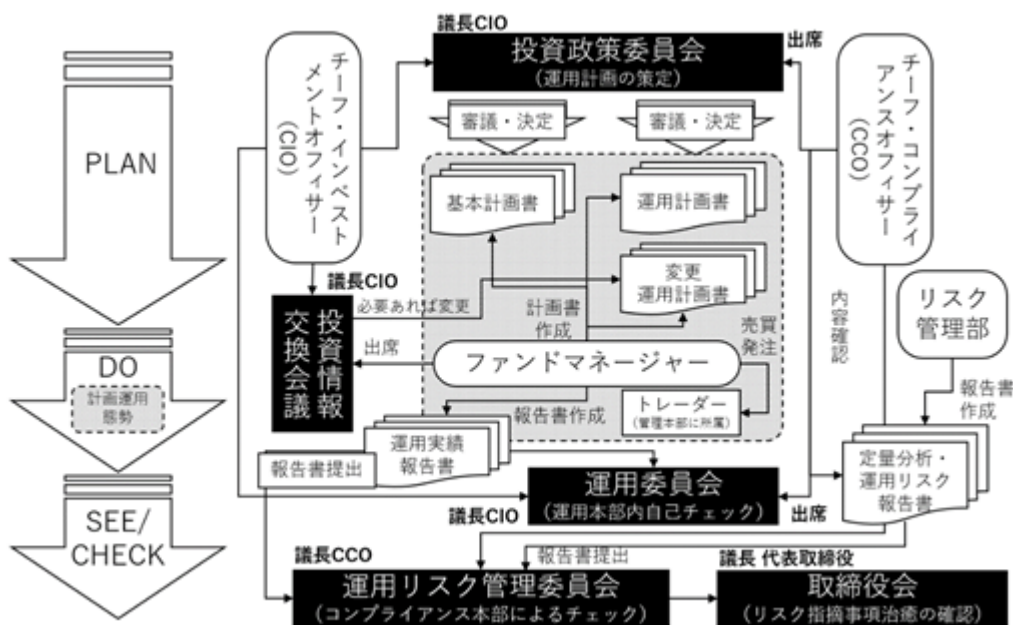 議長CIO
投資政策委員会
(運用計画の策定)
出席
チーフ・インベスト
メントオフィサー
(CIO)
チーフ・コンプライ
アンスオフィサー
(CCO)
PLAN
審議・決定
審議・決定
基本計画書
運用計画書
変更
運用計画書
議長CIO
必要あれば変更
計画書
作成
売買
発注
内容確認
リスク
管理部
投資情報
交換会議
出席
ファンドマネージャー
DO
計画運用
態勢
報告書作成
トレーダー
(管理本部に所属)
報告書
作成
運用実績
報告書
報告書提出
定量分析・
運用リスク
報告書
運用委員会
(運用本部内自己チェック)
議長CIO
出席
SEE/
CHECK
議長CCO
報告書提出
議長 代表取締役
運用リスク管理委員会
(コンプライアンス本部によるチェック)
取締役会
(リスク指摘事項治癒の確認)